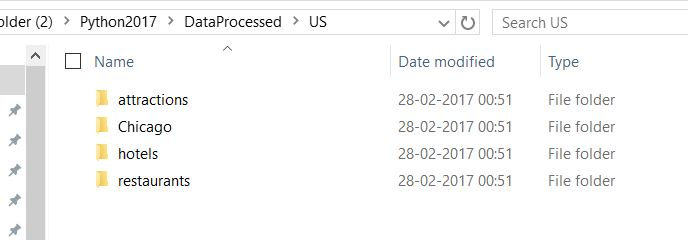 older (2) > Python2017 > DataProcessed > US
Search US
Name Date modified Type
attractions 28-02-2017 00:51 File folder
Chicago 28-02-2017 00:51 File folder
hotels 28-02-2017 00:51 File folder
restaurants 28-02-2017 00:51 File folder